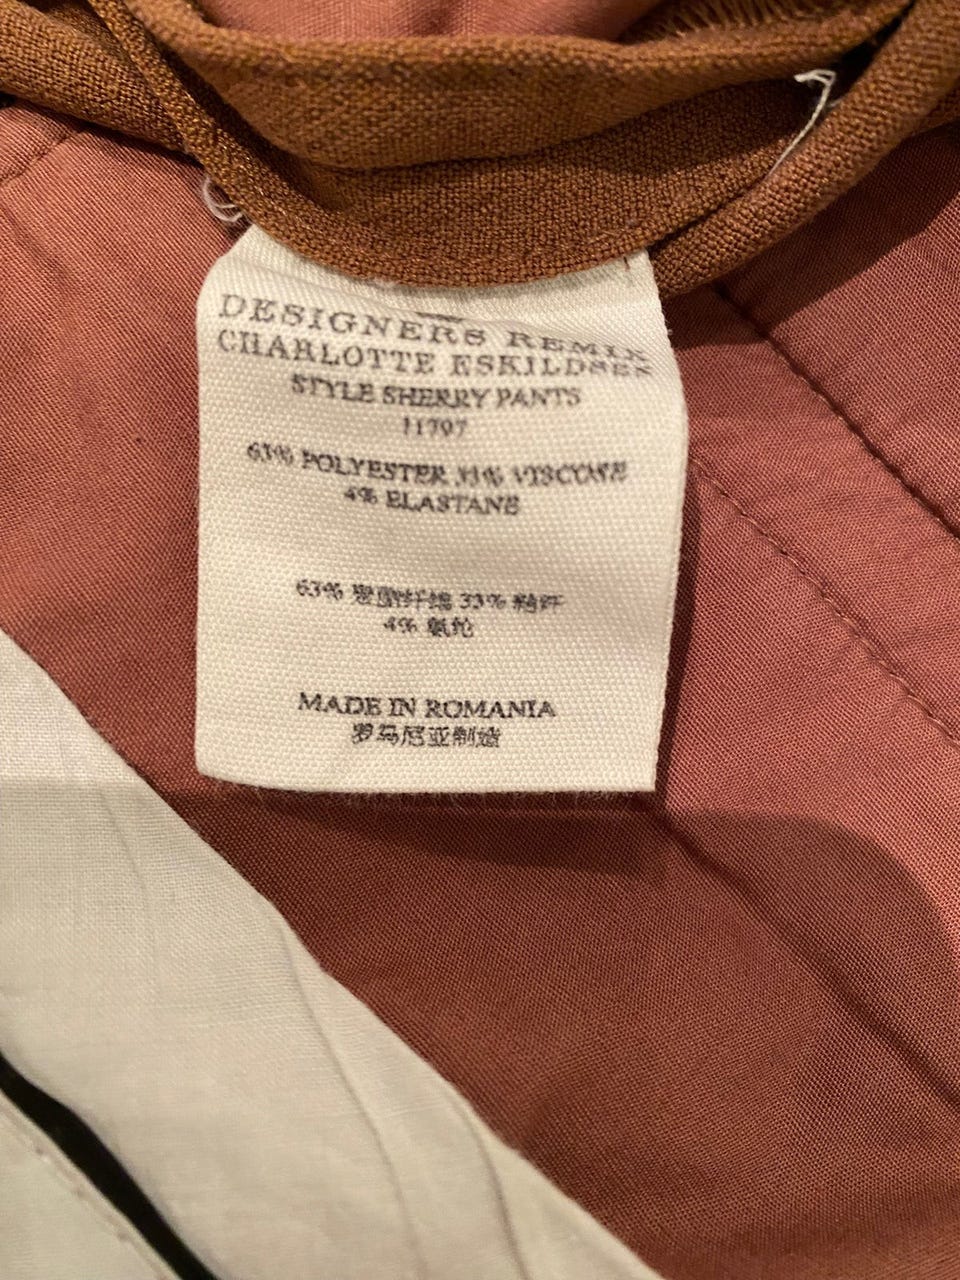 DESIGNERS REMIX
CHARLOTTE ESKILDSEN
STYLE SHERRY PANTS
11797
63% POLYESTER 33% VISCOSE
4% ELASTANE
63% 聚酯纤维 33% 粘纤
4% 氨纶
MADE IN ROMANIA
罗马尼亚制造